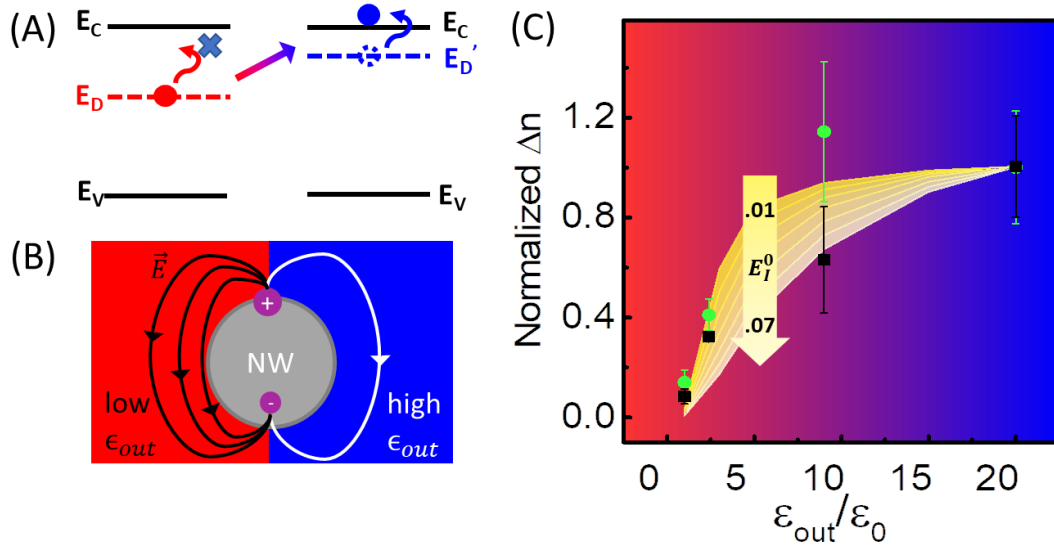 (A)
E_C
E_D
E_V
E_C
E_D'
E_V
(B)
E⃗
+
NW
-
low
ϵ_out
high
ϵ_out
(C)
Normalized Δn
1.2
0.8
0.4
0.0
.01
E_I^0
.07
0 5 10 15 20
ε_out/ε_0